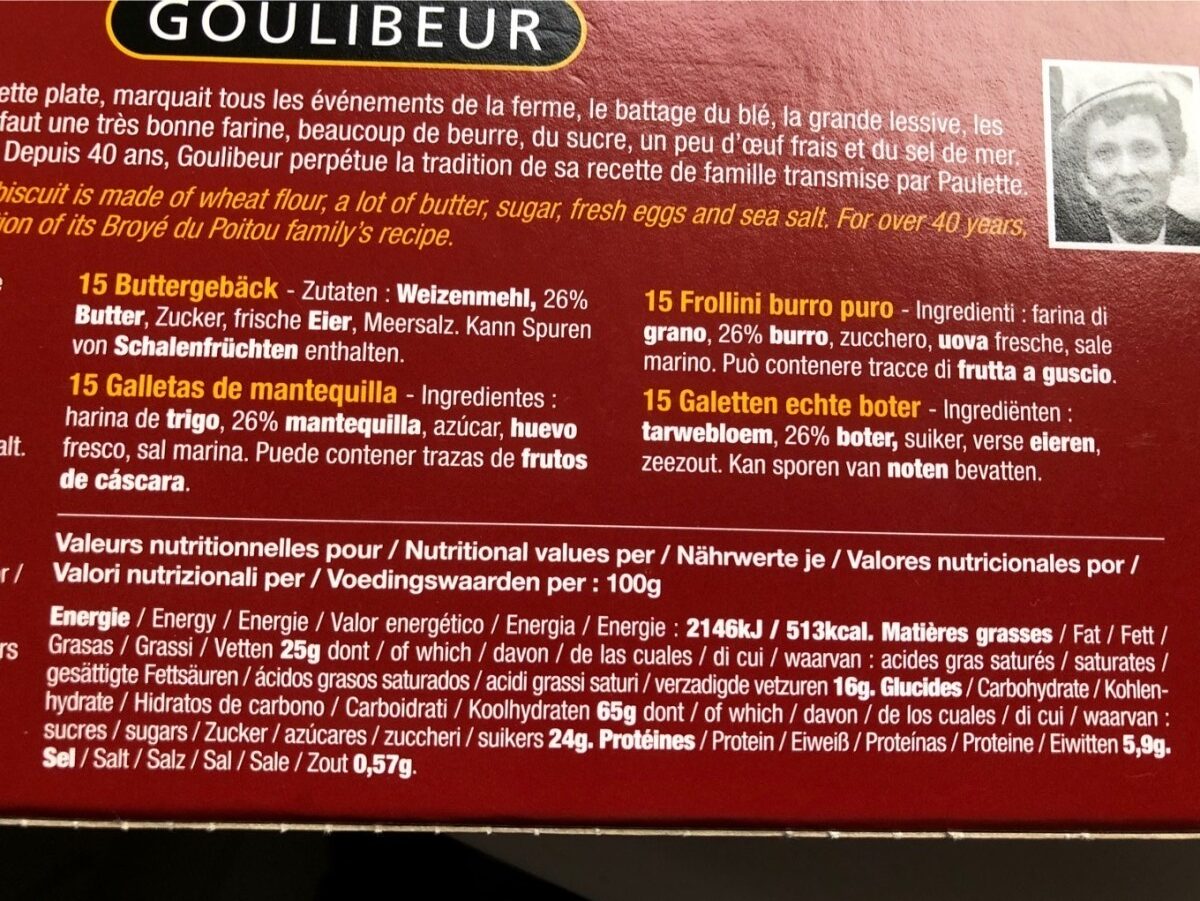 GOULIBEUR
plate, marquait tous les événements de la ferme, le battage du blé, la grande lessive, les
faut une très bonne farine, beaucoup de beurre, du sucre, un peu d'œuf frais et du sel de mer.
Depuis 40 ans, Goulibeur perpétue la tradition de sa recette de famille transmise par Paulette.
biscuit is made of wheat flour, a lot of butter, sugar, fresh eggs and sea salt. For over 40 years,
of its Broyé du Poitou family's recipe.
15 Buttergebäck - Zutaten : Weizenmehl, 26%
Butter, Zucker, frische Eier, Meersalz. Kann Spuren
von Schalenfrüchten enthalten.
15 Galletas de mantequilla - Ingredientes :
harina de trigo, 26% mantequilla, azúcar, huevo
fresco, sal marina. Puede contener trazas de frutos
de cáscara.
15 Frollini burro puro - Ingredienti : farina di
grano, 26% burro, zucchero, uova fresche, sale
marino. Può contenere tracce di frutta a guscio.
15 Galetten echte boter - Ingrediënten :
tarwebloem, 26% boter, suiker, verse eieren,
zeezout. Kan sporen van noten bevatten.
Valeurs nutritionnelles pour / Nutritional values per / Nährwerte je / Valores nutricionales por /
Valori nutrizionali per / Voedingswaarden per : 100g
Energie / Energy / Energie / Valor energético / Energia / Energie : 2146kJ / 513kcal. Matières grasses / Fat / Fett /
Grasas / Grassi / Vetten 25g dont / of which / davon / de las cuales / di cui / waarvan : acides gras saturés / saturates /
gesättigte Fettsäuren / ácidos grasos saturados / acidi grassi saturi / verzadigde vetzuren 16g. Glucides / Carbohydrate / Kohlen-
hydrate / Hidratos de carbono / Carboidrati / Koolhydraten 65g dont / of which / davon / de los cuales / di cui / waarvan :
sucres / sugars / Zucker / azúcares / zuccheri / suikers 24g. Protéines / Protein / Eiweiß / Proteínas / Proteine / Eiwitten 5,9g.
Sel / Salt / Salz / Sal / Sale / Zout 0,57g.